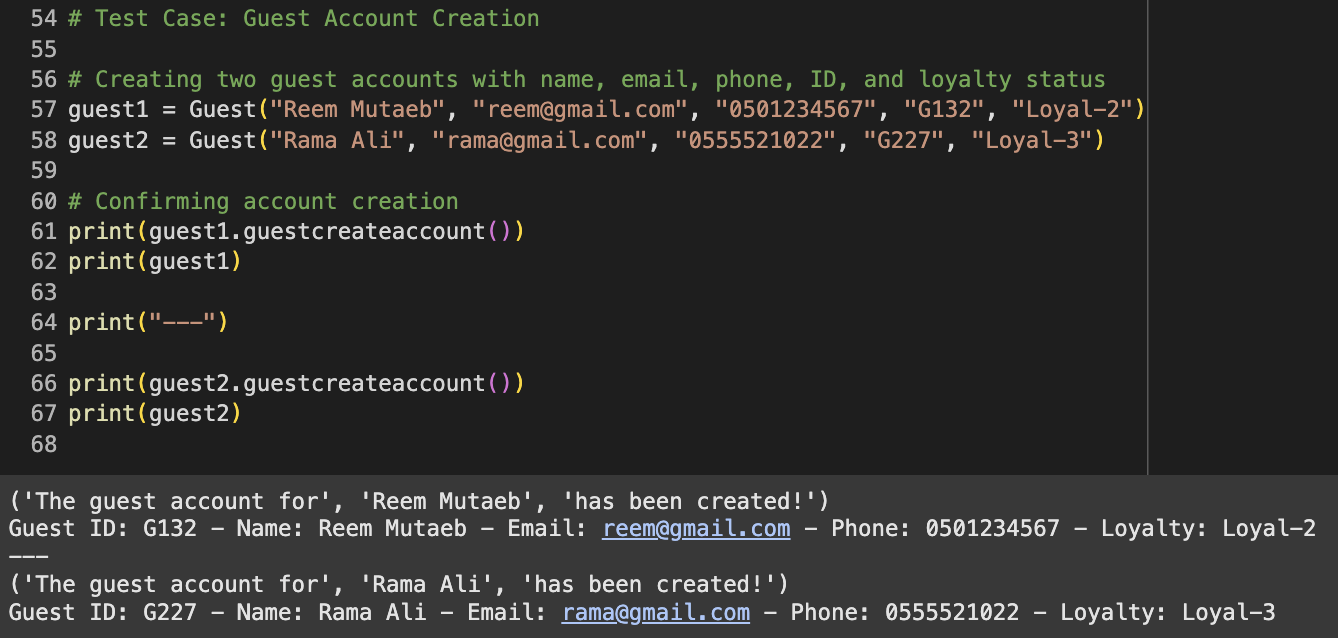 54 # Test Case: Guest Account Creation
55
56 # Creating two guest accounts with name, email, phone, ID, and loyalty status
57 guest1 = Guest("Reem Mutaeb", "reem@gmail.com", "0501234567", "G132", "Loyal-2")
58 guest2 = Guest("Rama Ali", "rama@gmail.com", "0555521022", "G227", "Loyal-3")
59
60 # Confirming account creation
61 print(guest1.guestcreateaccount())
62 print(guest1)
63
64 print("---")
65
66 print(guest2.guestcreateaccount())
67 print(guest2)
68
('The guest account for', 'Reem Mutaeb', 'has been created!')
Guest ID: G132 - Name: Reem Mutaeb - Email: reem@gmail.com - Phone: 0501234567 - Loyalty: Loyal-2
---
('The guest account for', 'Rama Ali', 'has been created!')
Guest ID: G227 - Name: Rama Ali - Email: rama@gmail.com - Phone: 0555521022 - Loyalty: Loyal-3